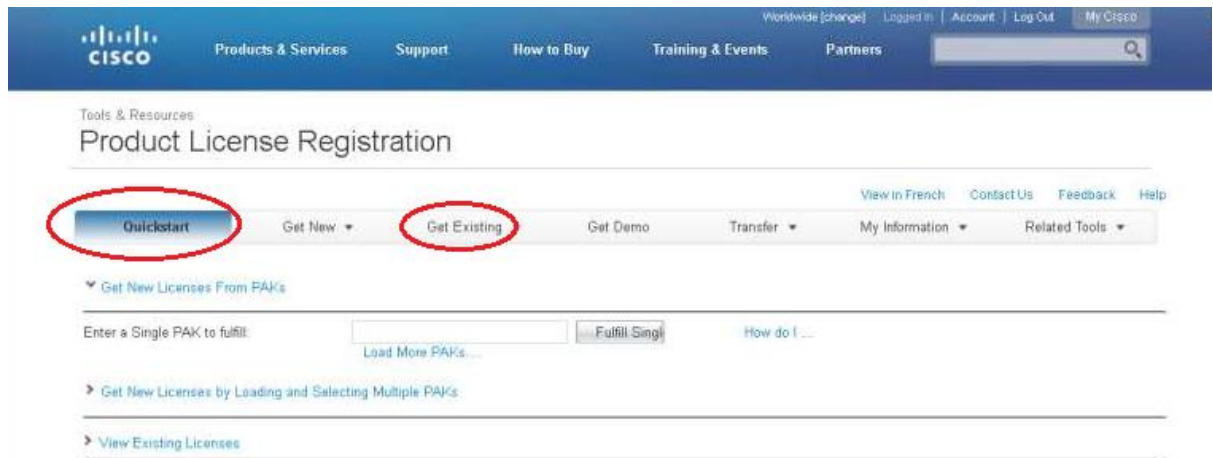 Worldwide [change] Logged in | Account | Log Out My Cisco
CISCO Products & Services Support How to Buy Training & Events Partners
Tools & Resources
Product License Registration
View in French Contact Us Feedback Help
Quickstart Get New Get Existing Get Demo Transfer My Information Related Tools
Get New Licenses From PAKs
Enter a Single PAK to fulfill: Fulfill Singl How do I ...
Load More PAKs ...
Get New Licenses by Loading and Selecting Multiple PAKs
View Existing Licenses